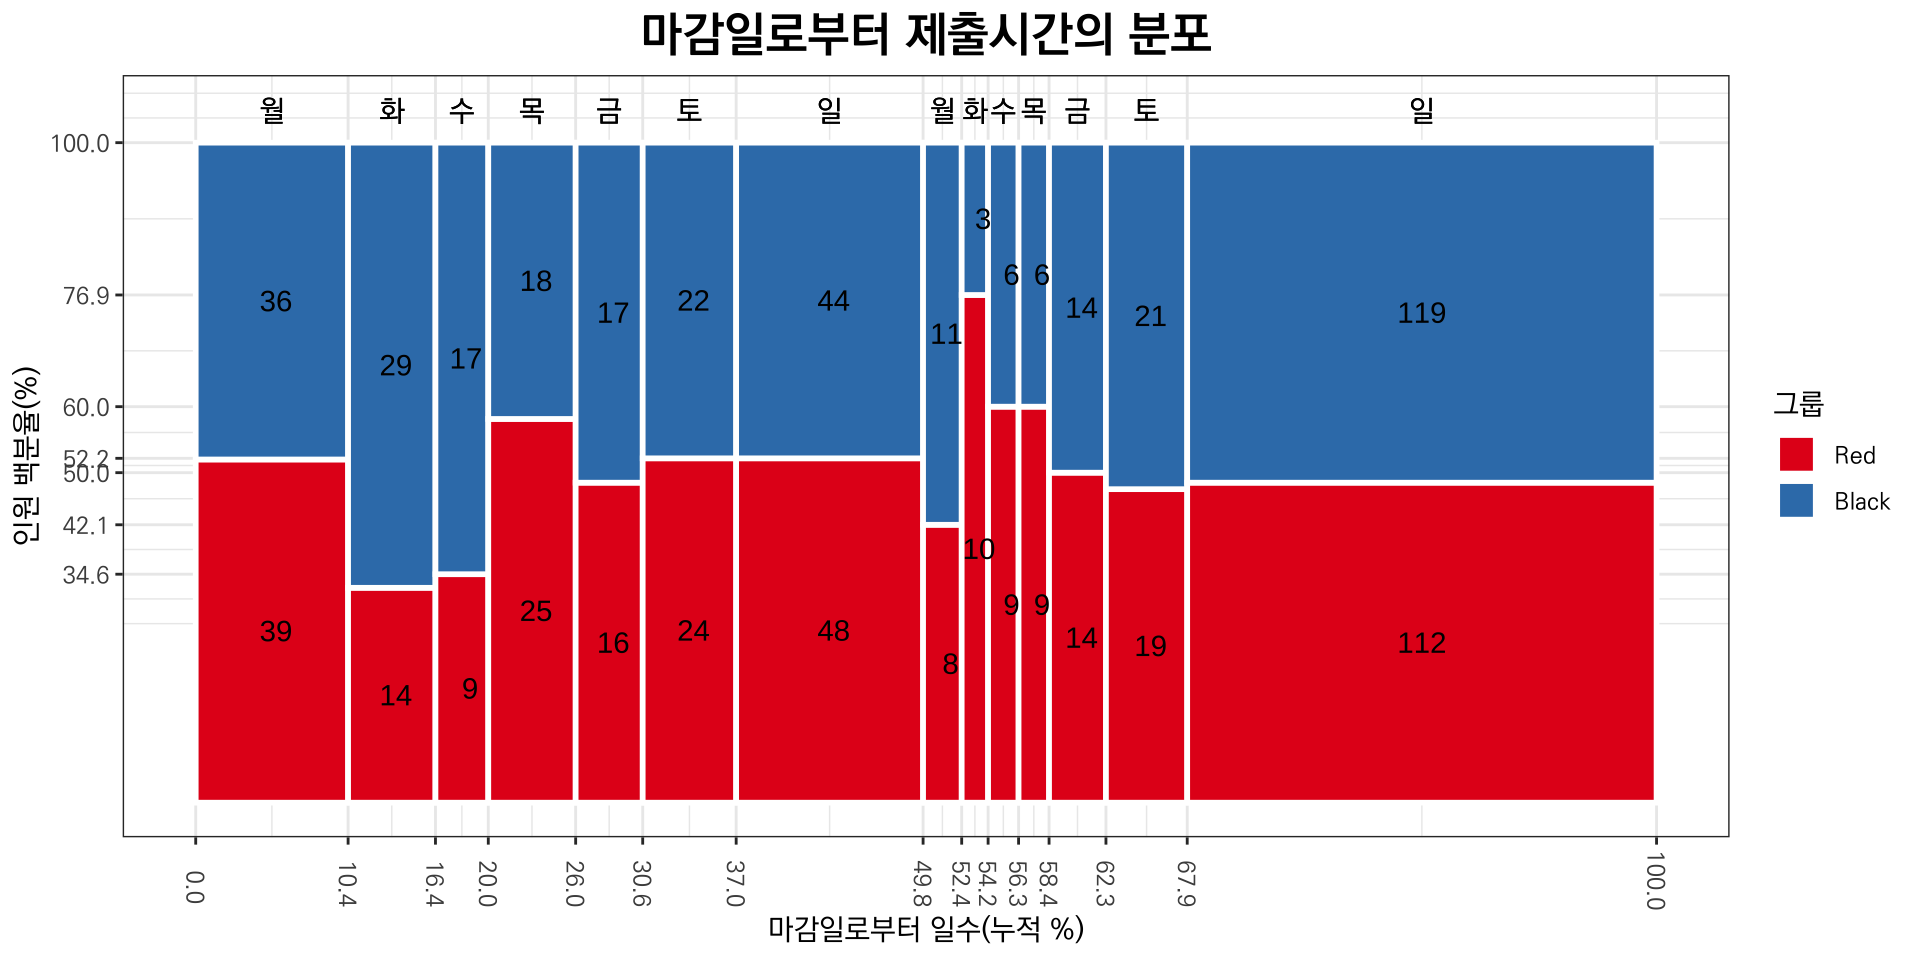 마감일로부터 제출시간의 분포
월 화 수 목 금 토 일 월 화 수 목 금 토 일
100.0
76.9
60.0
52.2
50.0
42.1
34.6
인원 백분율(%)
36 29 17 18 17 22 44 11 3 6 6 14 21 119
39 14 9 25 16 24 48 8 10 9 9 14 19 112
0.0 10.4 16.4 20.0 26.0 30.6 37.0 49.8 52.4 54.2 56.3 58.4 62.3 67.9 100.0
마감일로부터 일수(누적 %)
그룹
Red
Black